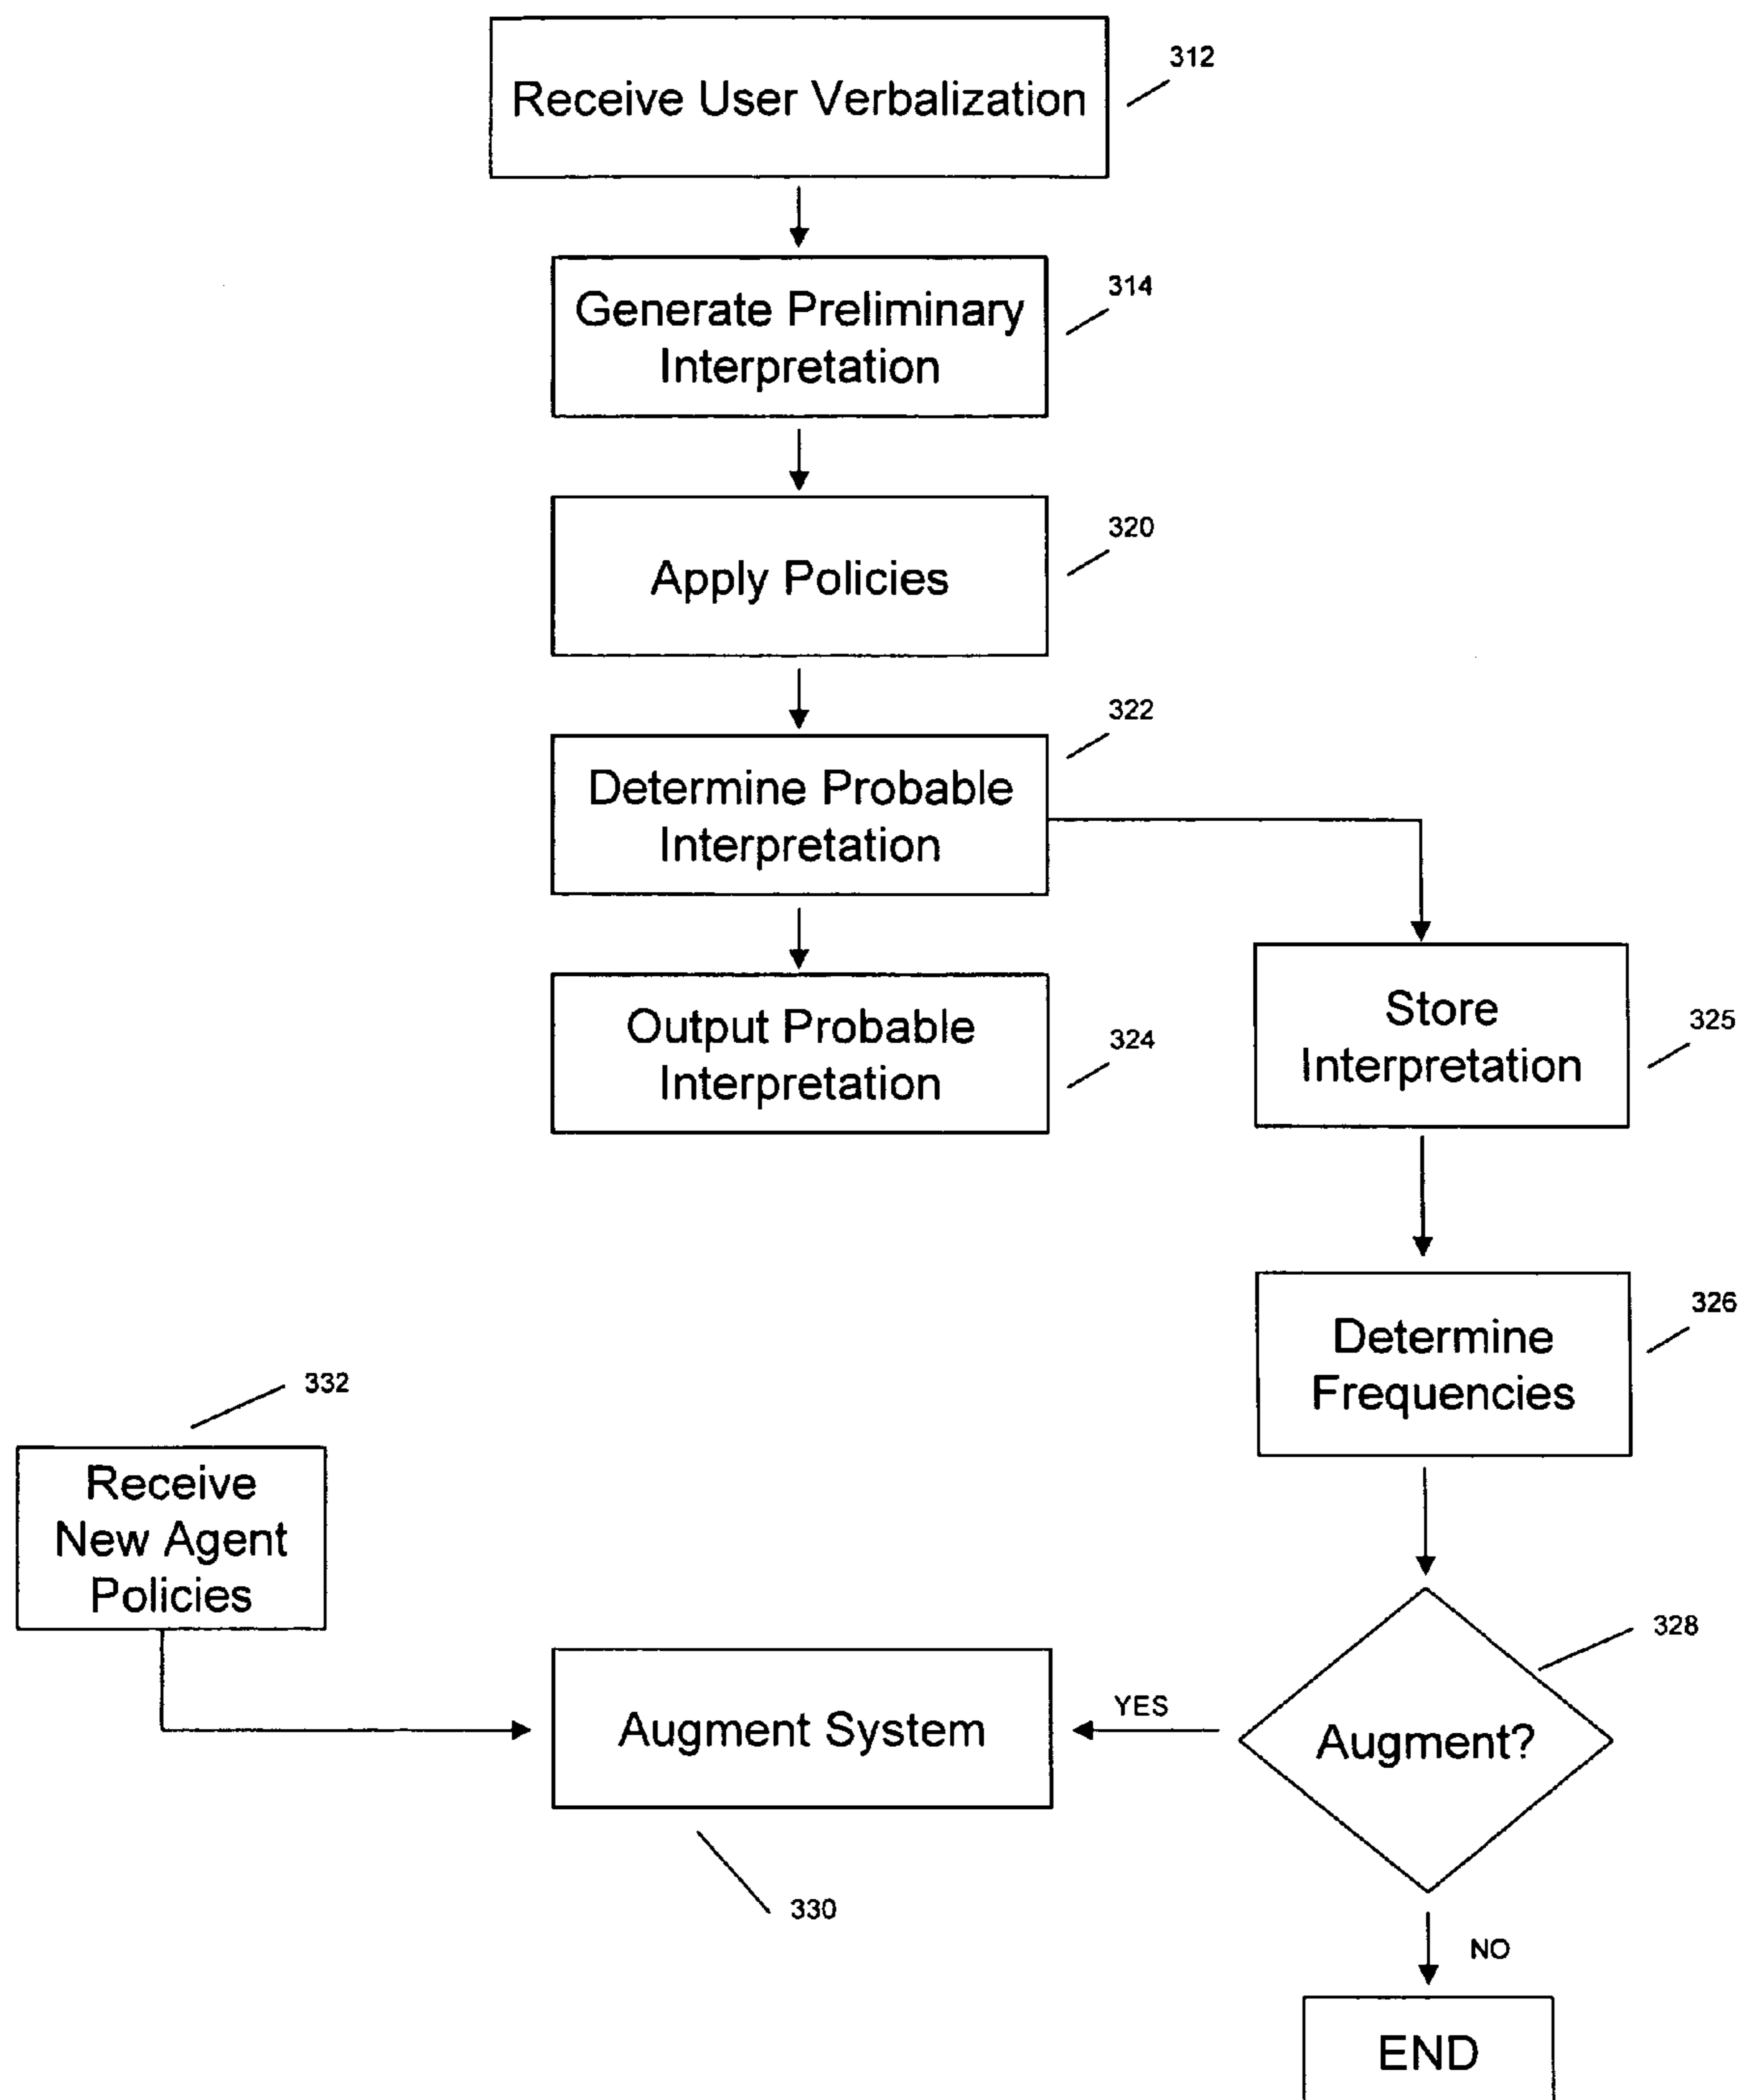 Receive User Verbalization
312
Generate Preliminary
Interpretation
314
Apply Policies
320
Determine Probable
Interpretation
322
Output Probable
Interpretation
324
Store
Interpretation
325
Determine
Frequencies
326
Receive
New Agent
Policies
332
Augment System
330
YES
Augment?
328
NO
END